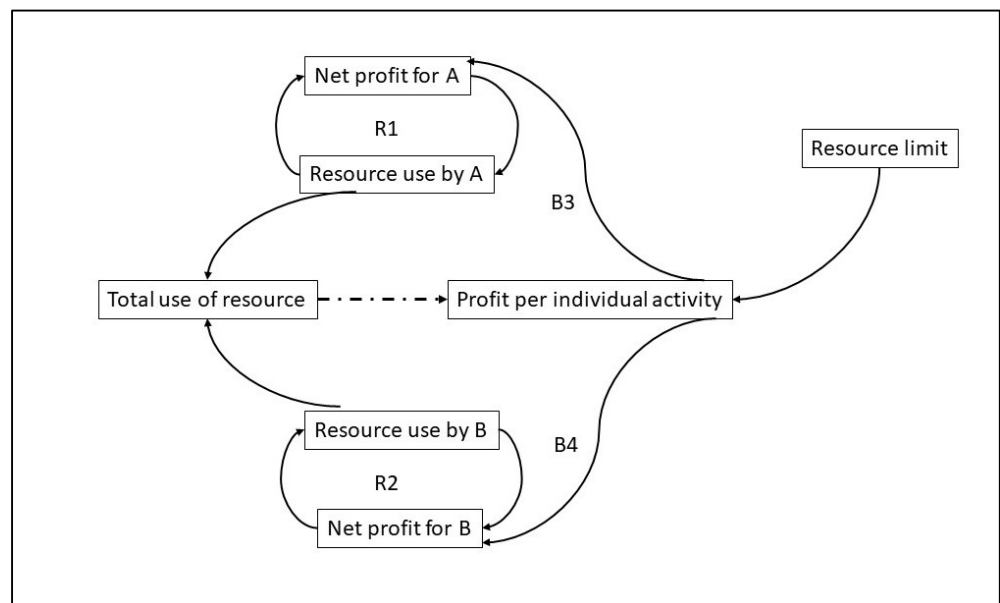 Net profit for A
R1
Resource use by A
Resource limit
B3
Total use of resource
Profit per individual activity
Resource use by B
B4
R2
Net profit for B